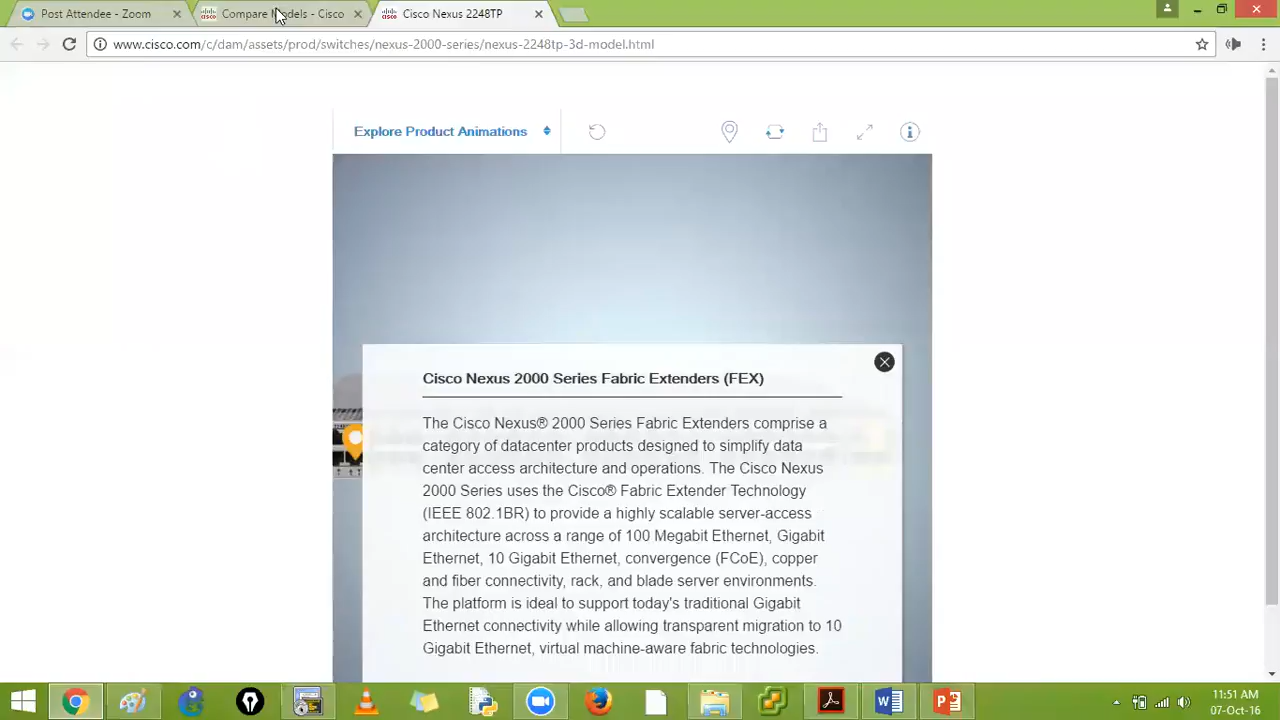 Post Attendee - Zoom
Compare Models - Cisco
Cisco Nexus 2248TP
www.cisco.com/c/dam/assets/prod/switches/nexus-2000-series/nexus-2248tp-3d-model.html
Explore Product Animations
Cisco Nexus 2000 Series Fabric Extenders (FEX)
The Cisco Nexus® 2000 Series Fabric Extenders comprise a
category of datacenter products designed to simplify data
center access architecture and operations. The Cisco Nexus
2000 Series uses the Cisco® Fabric Extender Technology
(IEEE 802.1BR) to provide a highly scalable server-access
architecture across a range of 100 Megabit Ethernet, Gigabit
Ethernet, 10 Gigabit Ethernet, convergence (FCoE), copper
and fiber connectivity, rack, and blade server environments.
The platform is ideal to support today's traditional Gigabit
Ethernet connectivity while allowing transparent migration to 10
Gigabit Ethernet, virtual machine-aware fabric technologies.
11:51 AM
07-Oct-16